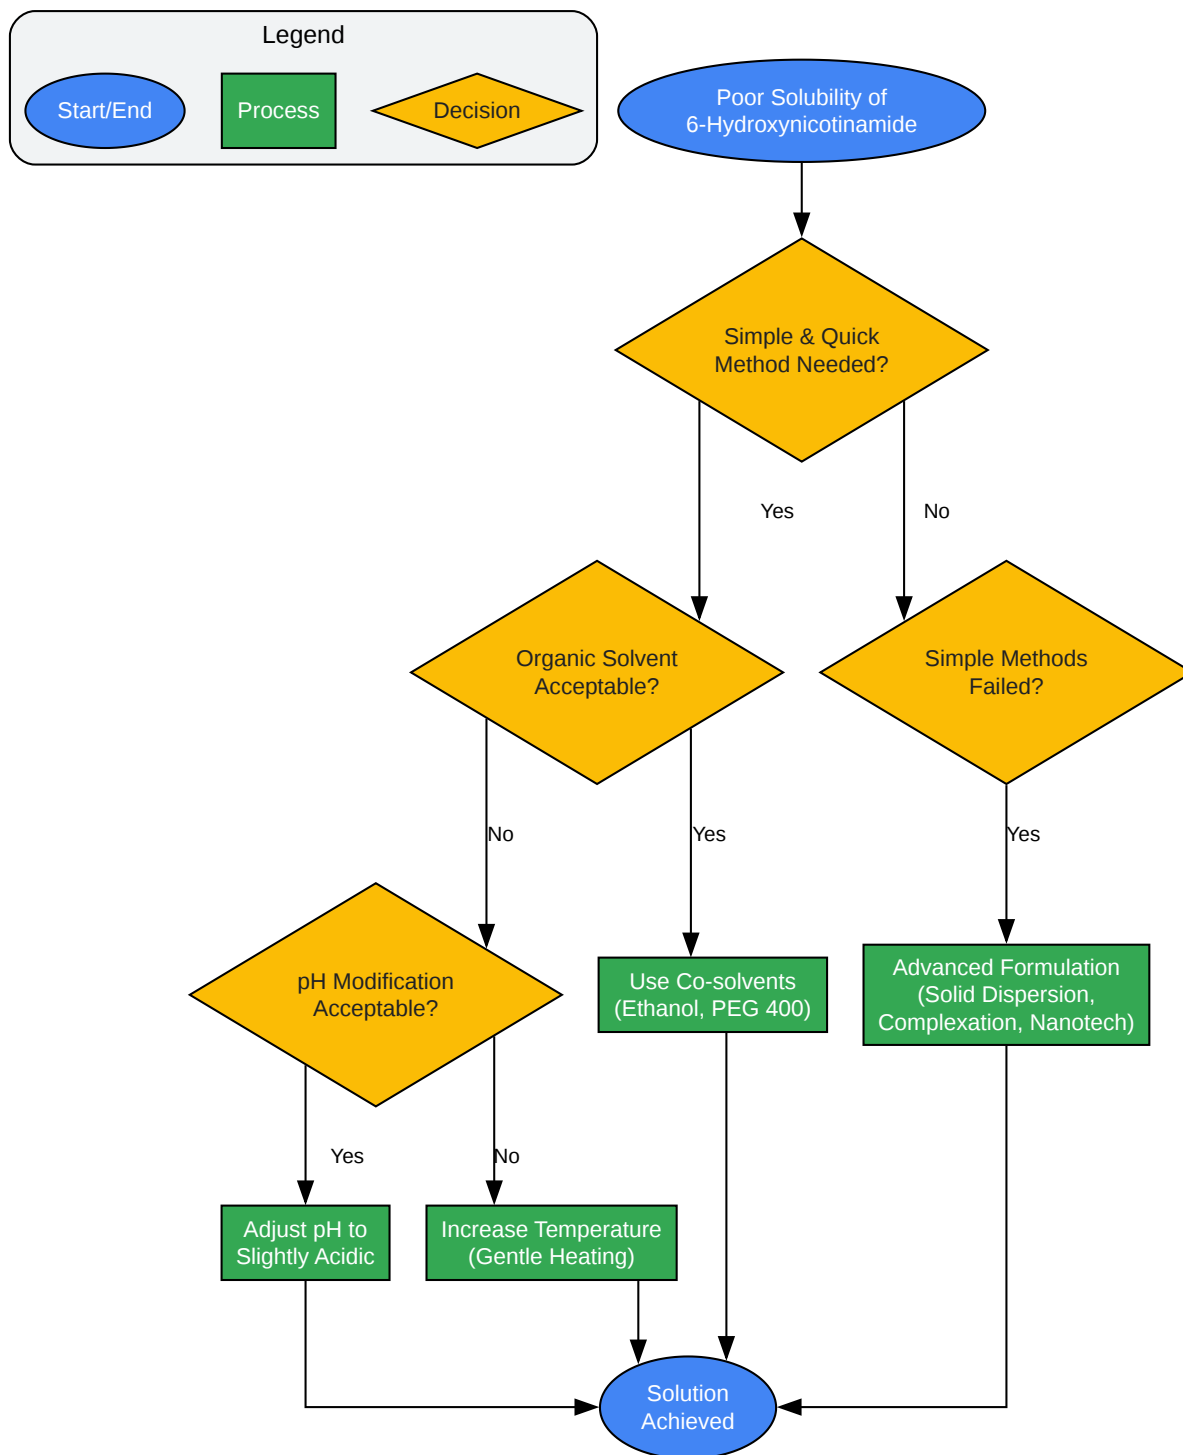 Legend
Start/End
Process
Decision
Poor Solubility of
6-Hydroxynicotinamide
Simple & Quick
Method Needed?
Yes
No
Organic Solvent
Acceptable?
Simple Methods
Failed?
No
Yes
Yes
pH Modification
Acceptable?
Use Co-solvents
(Ethanol, PEG 400)
Advanced Formulation
(Solid Dispersion,
Complexation, Nanotech)
Yes
No
Adjust pH to
Slightly Acidic
Increase Temperature
(Gentle Heating)
Solution
Achieved